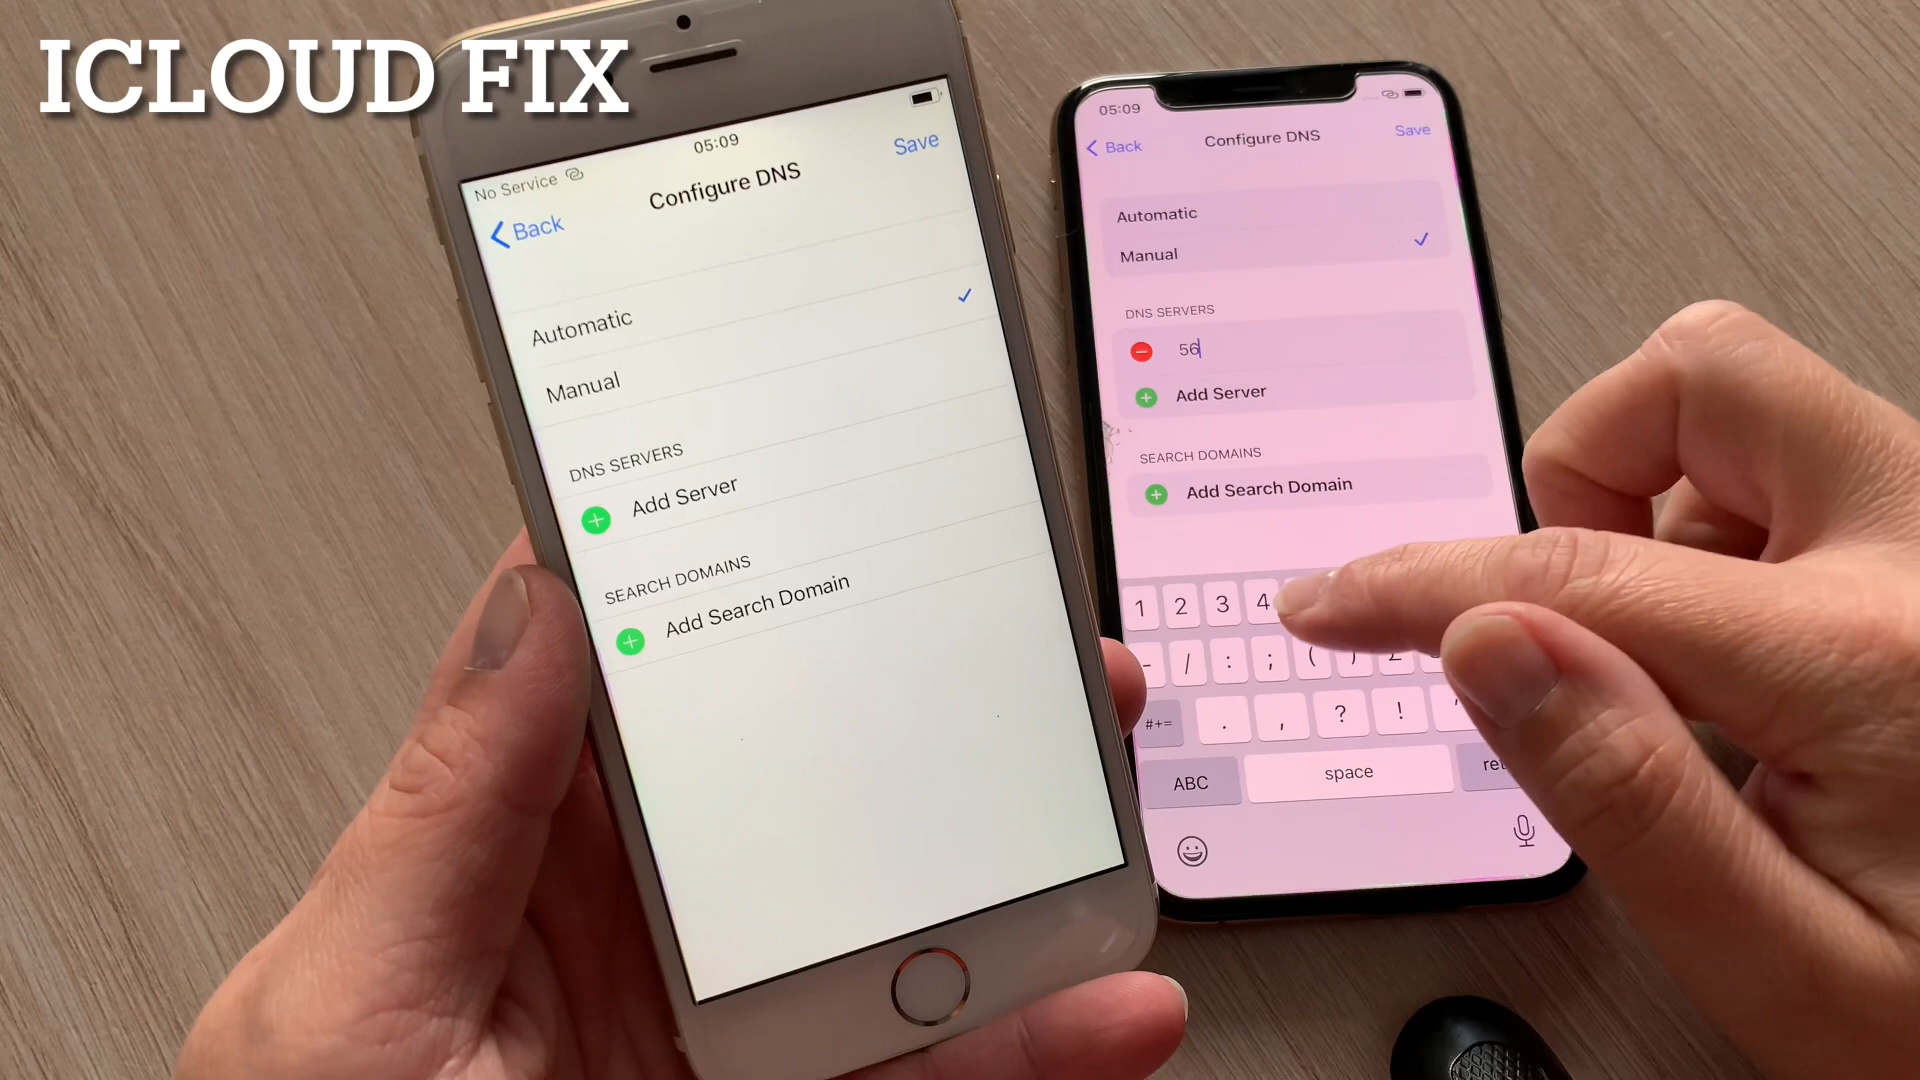 ICLOUD FIX
No Service
05:09
Back
Configure DNS
Save
Automatic
Manual
DNS SERVERS
Add Server
SEARCH DOMAINS
Add Search Domain
05:09
Back
Configure DNS
Save
Automatic
Manual
DNS SERVERS
56
Add Server
SEARCH DOMAINS
Add Search Domain
1 2 3 4
- / : ; ( )
#+= . , ? ! '
ABC space